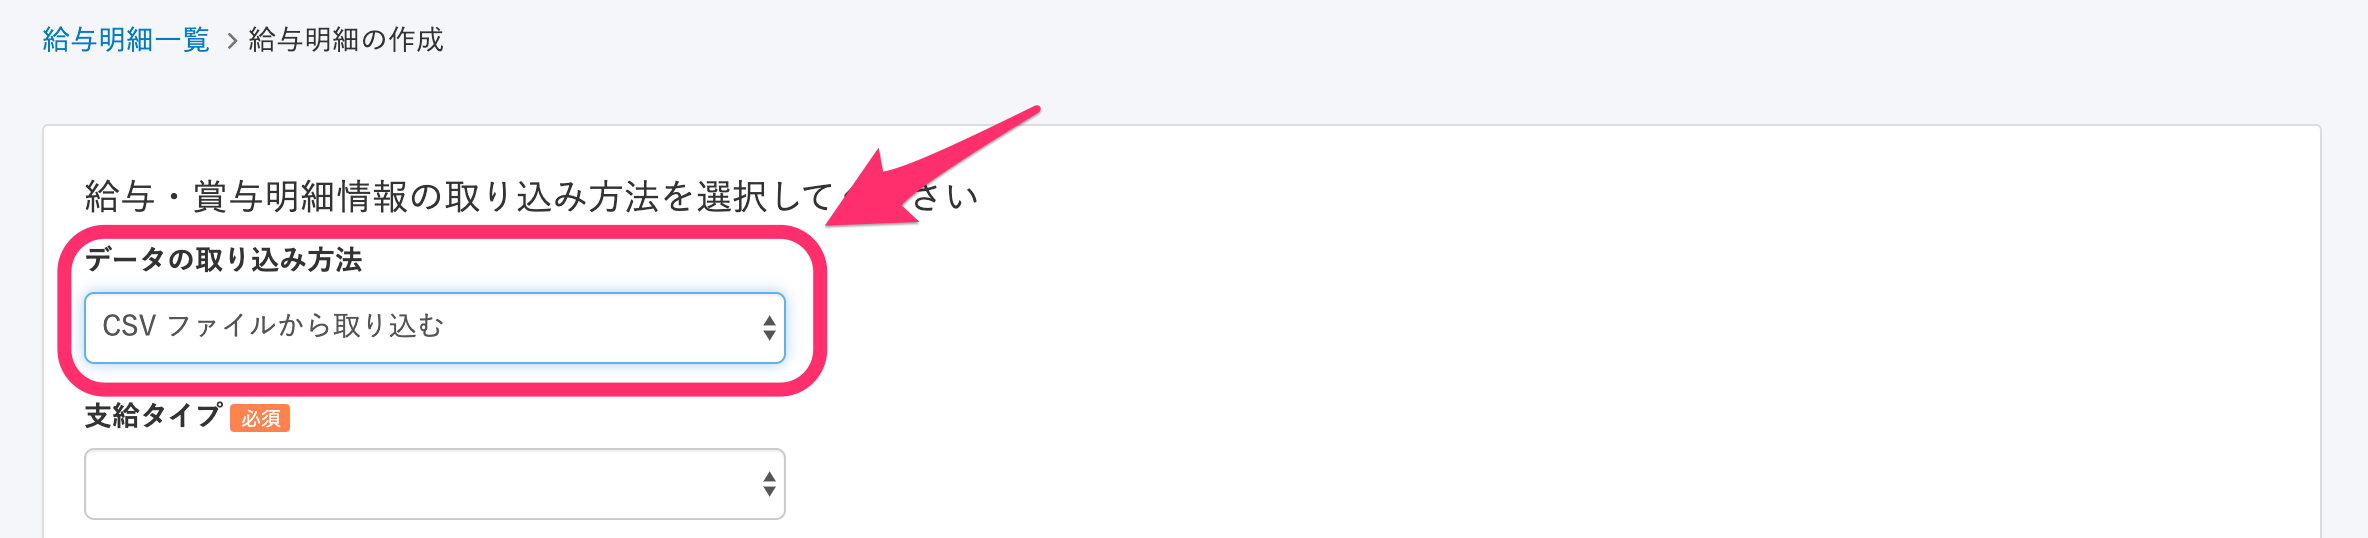 給与明細一覧 > 給与明細の作成
給与・賞与明細情報の取り込み方法を選択してください
データの取り込み方法
CSV ファイルから取り込む
支給タイプ 必須